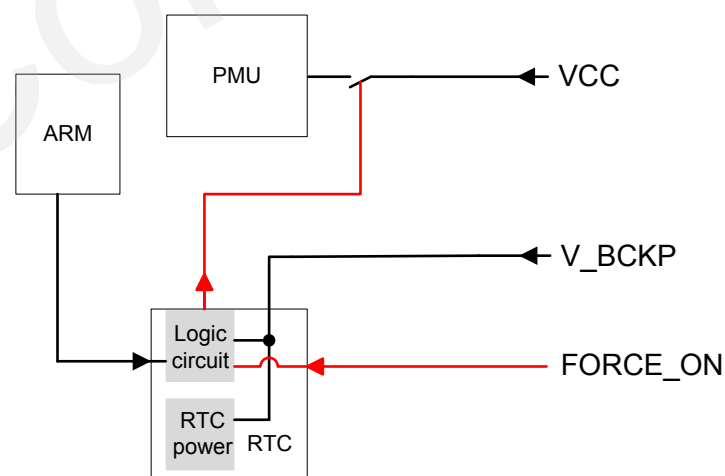 PMU
VCC
ARM
V_BCKP
Logic
circuit
FORCE_ON
RTC
power
RTC